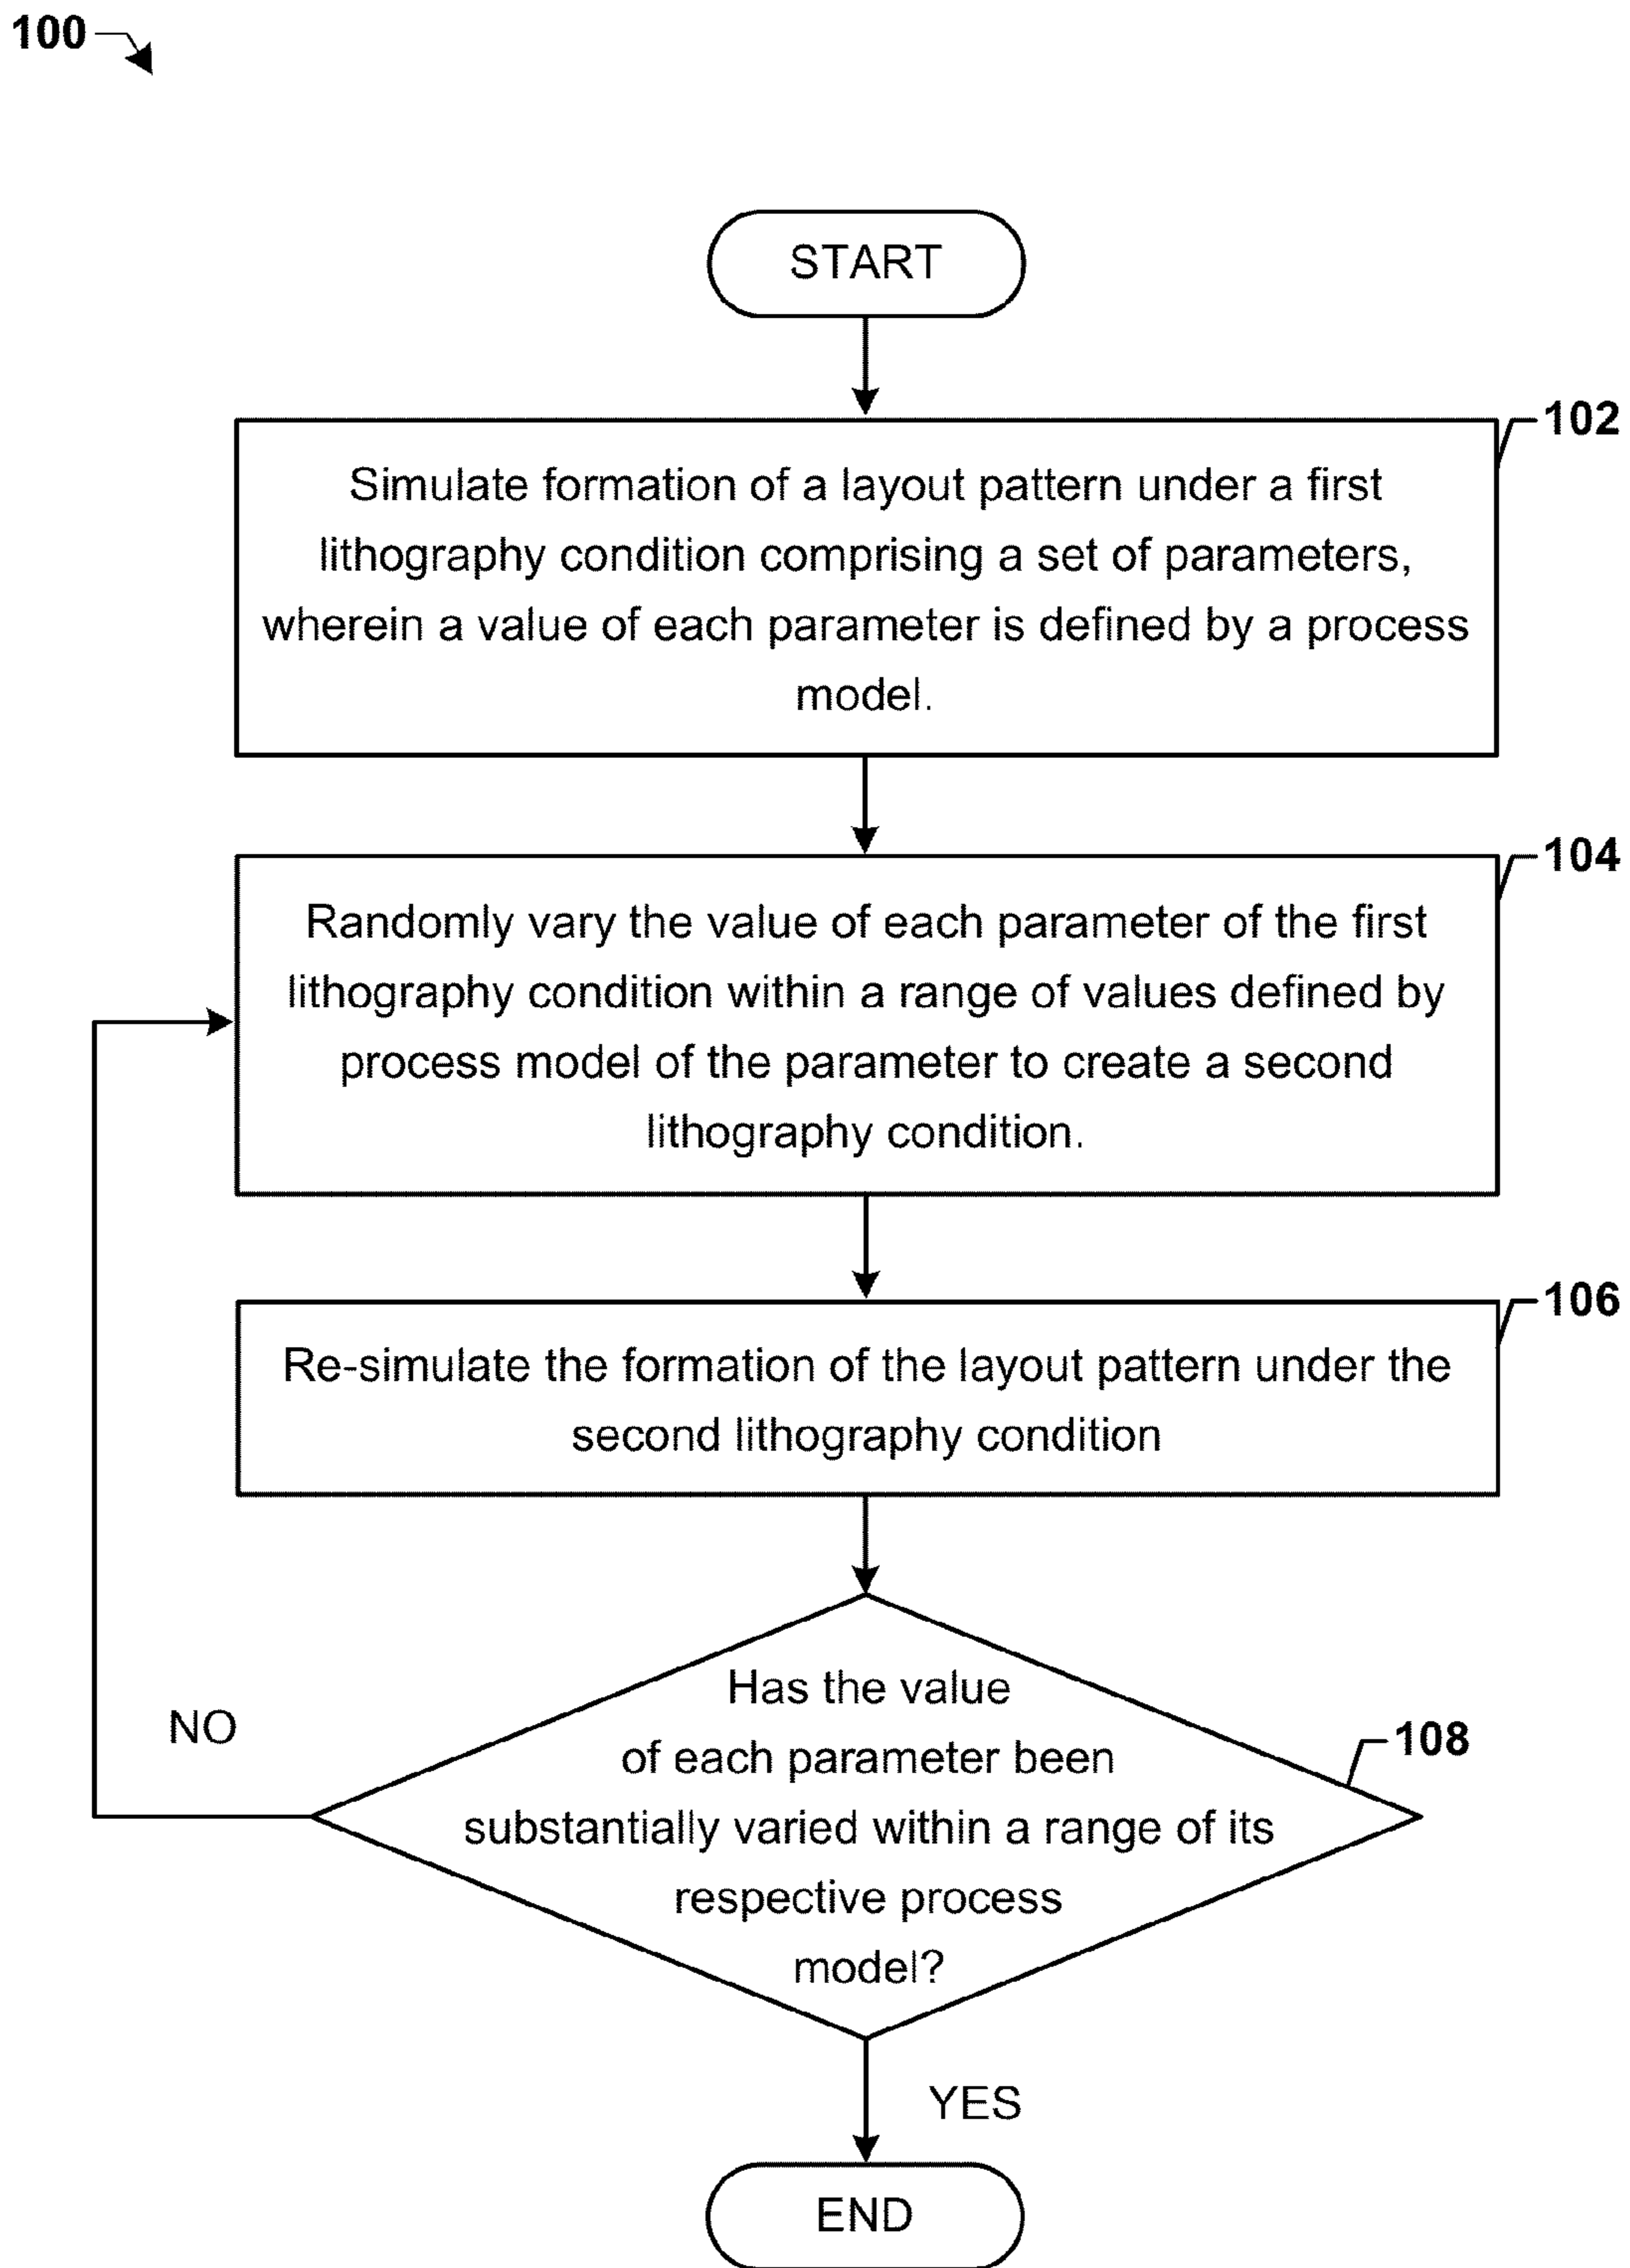 100
START
102
Simulate formation of a layout pattern under a first
lithography condition comprising a set of parameters,
wherein a value of each parameter is defined by a process
model.
104
Randomly vary the value of each parameter of the first
lithography condition within a range of values defined by
process model of the parameter to create a second
lithography condition.
106
Re-simulate the formation of the layout pattern under the
second lithography condition
Has the value
of each parameter been
substantially varied within a range of its
respective process
model?
108
NO
YES
END